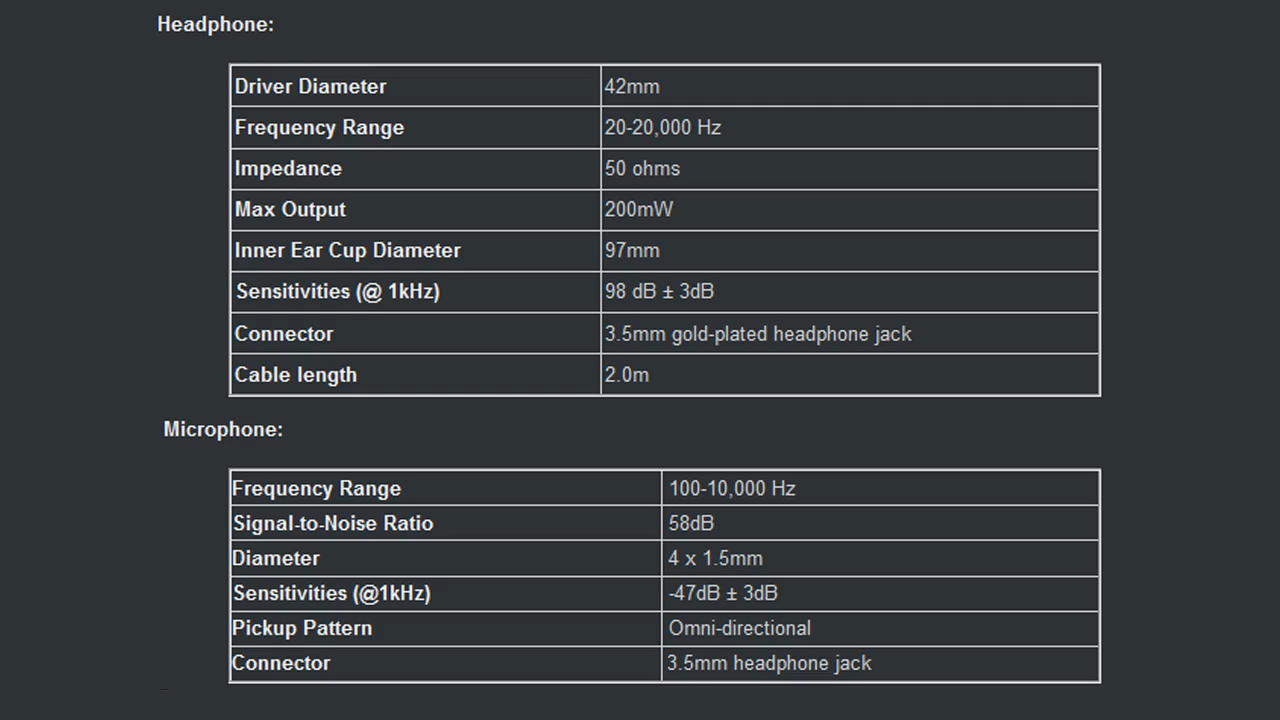 Headphone:
Driver Diameter 42mm
Frequency Range 20-20,000 Hz
Impedance 50 ohms
Max Output 200mW
Inner Ear Cup Diameter 97mm
Sensitivities (@ 1kHz) 98 dB ± 3dB
Connector 3.5mm gold-plated headphone jack
Cable length 2.0m
Microphone:
Frequency Range 100-10,000 Hz
Signal-to-Noise Ratio 58dB
Diameter 4 x 1.5mm
Sensitivities (@1kHz) -47dB ± 3dB
Pickup Pattern Omni-directional
Connector 3.5mm headphone jack